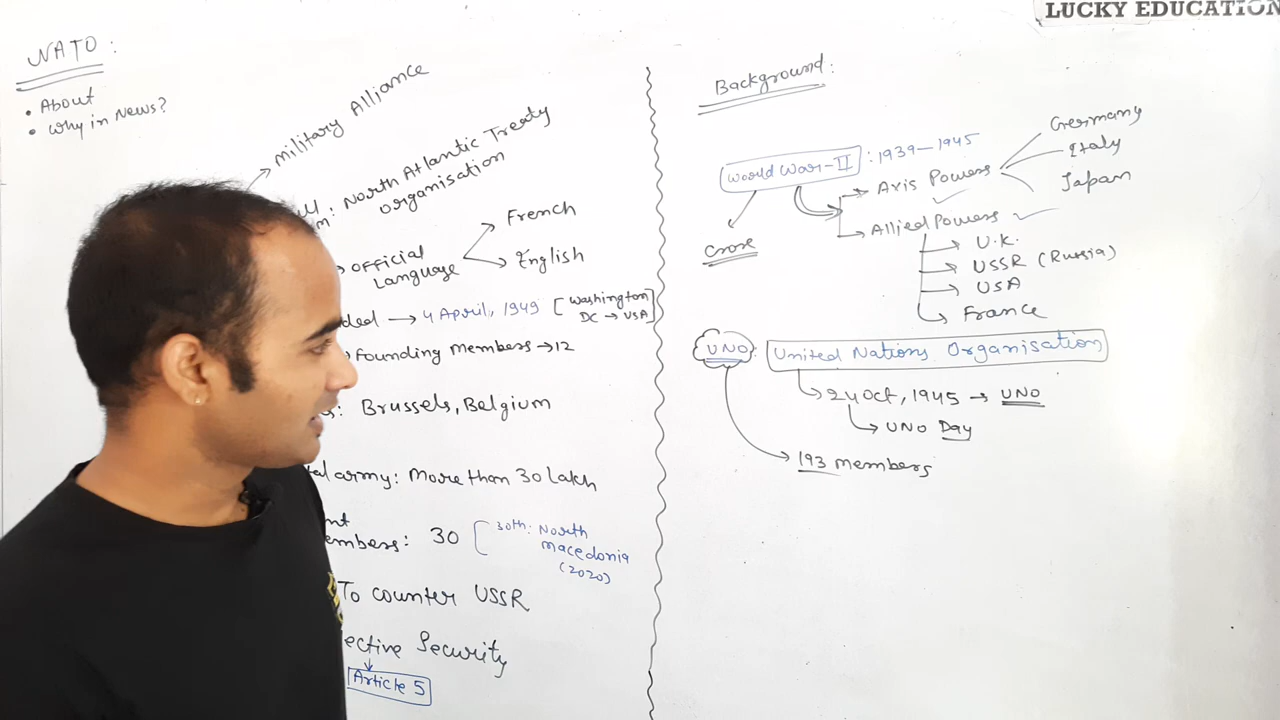 LUCKY EDUCATION
NATO:
• About
• Why in News?
Military Alliance
North Atlantic Treaty
Organisation
Official
Language
French
English
4 April, 1949 [Washington
DC → USA]
Founding Members → 12
Brussels, Belgium
army: More than 30 lakh
embers: 30 [30th: North
Macedonia
(2020)
To counter USSR
ective Security
Article 5
Background:
World War-II : 1939-1945
Axis Powers
Germany
Italy
Japan
Allied Powers
U.K.
USSR (Russia)
USA
France
UNO: United Nations Organisation
24 Oct, 1945 → UNO
UNO Day
193 members